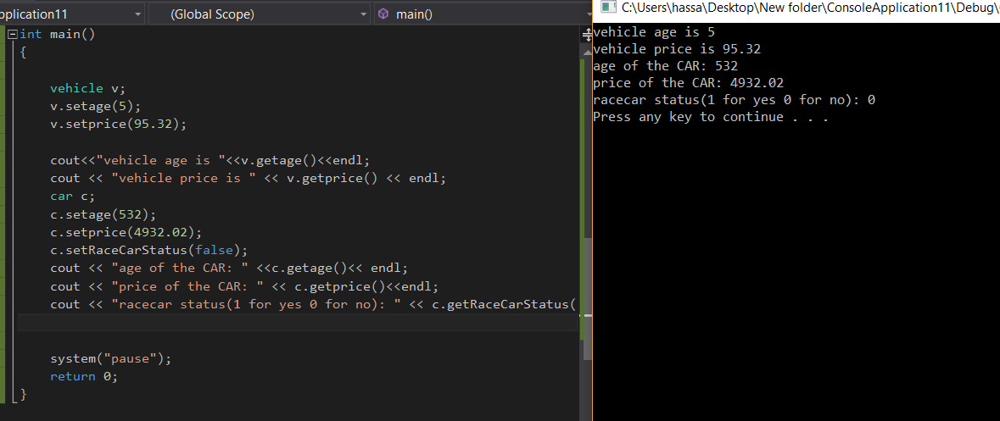 pplication11 (Global Scope) main()
int main()
{
vehicle v;
v.setage(5);
v.setprice(95.32);
cout<<"vehicle age is "<<v.getage()<<endl;
cout << "vehicle price is " << v.getprice() << endl;
car c;
c.setage(532);
c.setprice(4932.02);
c.setRaceCarStatus(false);
cout << "age of the CAR: " <<c.getage()<< endl;
cout << "price of the CAR: " << c.getprice()<<endl;
cout << "racecar status(1 for yes 0 for no): " << c.getRaceCarStatus(
system("pause");
return 0;
}
C:\Users\hassa\Desktop\New folder\ConsoleApplication11\Debug\
vehicle age is 5
vehicle price is 95.32
age of the CAR: 532
price of the CAR: 4932.02
racecar status(1 for yes 0 for no): 0
Press any key to continue . . .